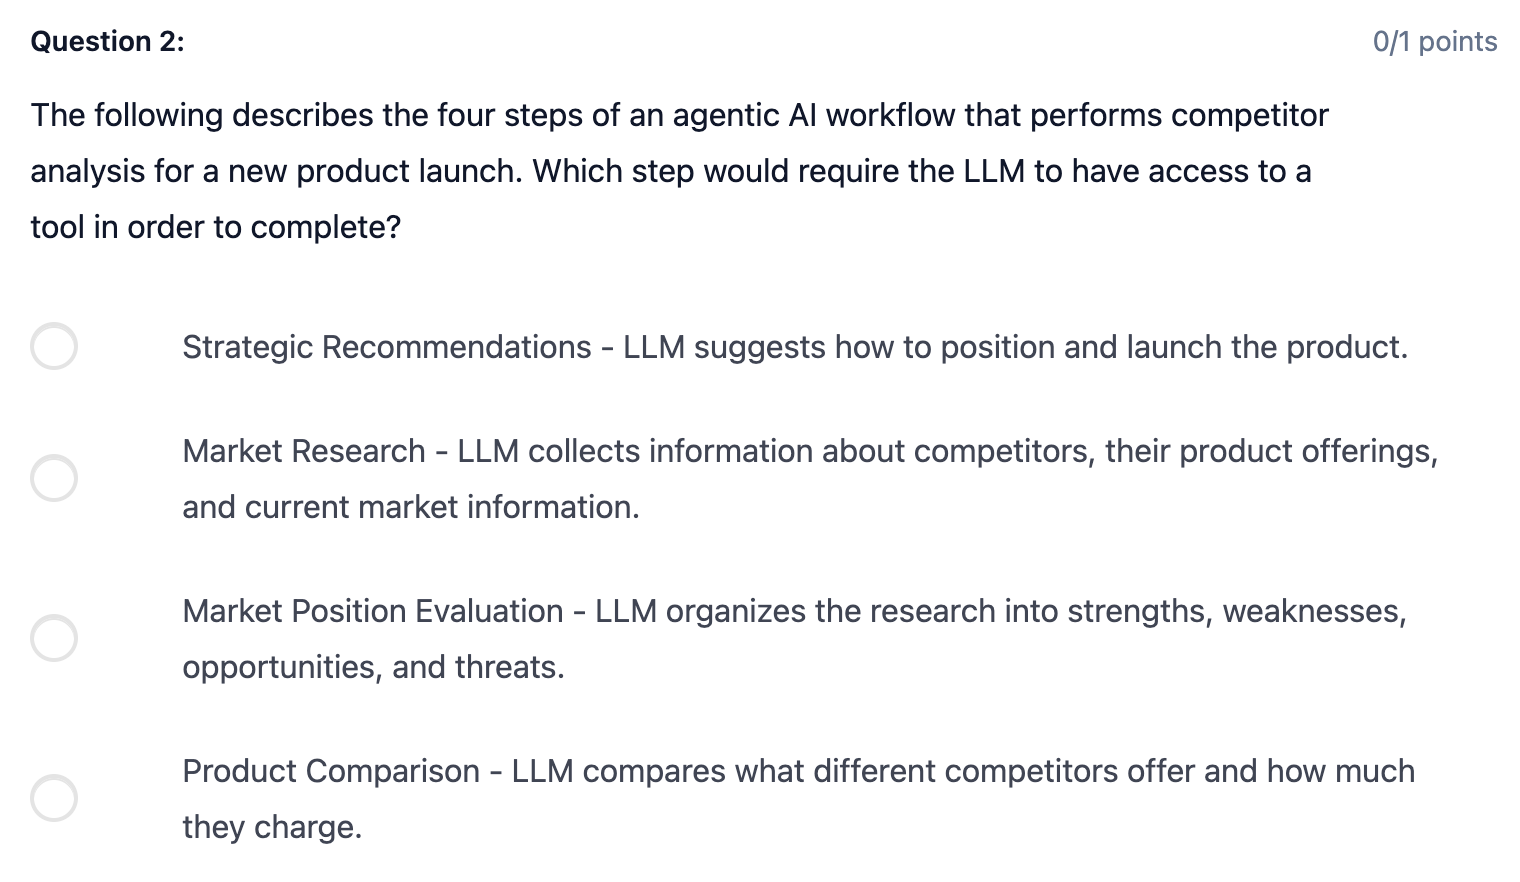 Question 2:
0/1 points
The following describes the four steps of an agentic AI workflow that performs competitor
analysis for a new product launch. Which step would require the LLM to have access to a
tool in order to complete?
Strategic Recommendations - LLM suggests how to position and launch the product.
Market Research - LLM collects information about competitors, their product offerings,
and current market information.
Market Position Evaluation - LLM organizes the research into strengths, weaknesses,
opportunities, and threats.
Product Comparison - LLM compares what different competitors offer and how much
they charge.